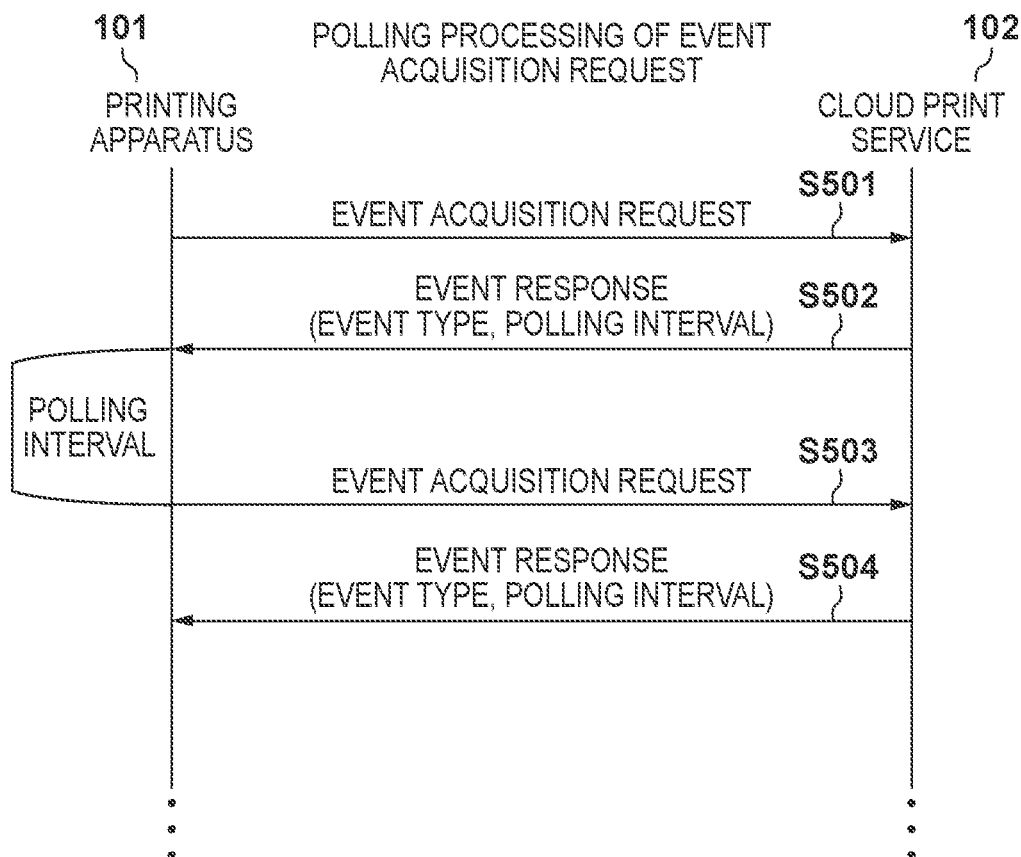 101
POLLING PROCESSING OF EVENT
ACQUISITION REQUEST
102
PRINTING
APPARATUS
CLOUD PRINT
SERVICE
S501
EVENT ACQUISITION REQUEST
EVENT RESPONSE
(EVENT TYPE, POLLING INTERVAL)
S502
POLLING
INTERVAL
S503
EVENT ACQUISITION REQUEST
EVENT RESPONSE
(EVENT TYPE, POLLING INTERVAL)
S504